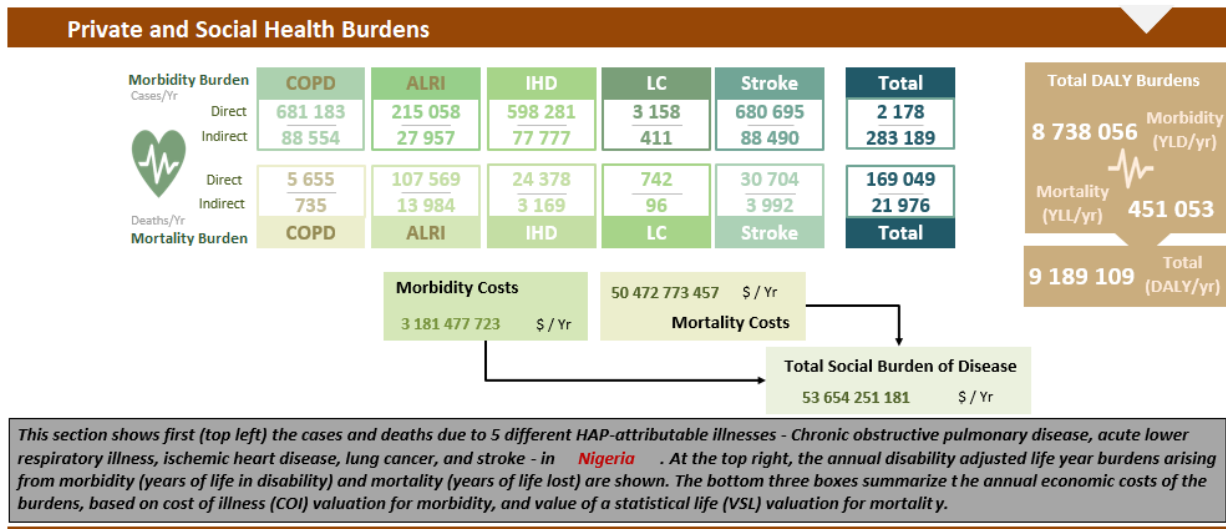 Private and Social Health Burdens
Morbidity Burden COPD ALRI IHD LC Stroke Total
Cases/Yr
Direct 681 183 215 058 598 281 3 158 680 695 2 178
Indirect 88 554 27 957 77 777 411 88 490 283 189
Direct 5 655 107 569 24 378 742 30 704 169 049
Indirect 735 13 984 3 169 96 3 992 21 976
Deaths/Yr
Mortality Burden COPD ALRI IHD LC Stroke Total
Total DALY Burdens
8 738 056 Morbidity
(YLD/yr)
Mortality
(YLL/yr) 451 053
9 189 109 Total
(DALY/yr)
Morbidity Costs
3 181 477 723 $ / Yr
50 472 773 457 $ / Yr
Mortality Costs
Total Social Burden of Disease
53 654 251 181 $ / Yr
This section shows first (top left) the cases and deaths due to 5 different HAP-attributable illnesses - Chronic obstructive pulmonary disease, acute lower
respiratory illness, ischemic heart disease, lung cancer, and stroke - in Nigeria . At the top right, the annual disability adjusted life year burdens arising
from morbidity (years of life in disability) and mortality (years of life lost) are shown. The bottom three boxes summarize the annual economic costs of the
burdens, based on cost of illness (COI) valuation for morbidity, and value of a statistical life (VSL) valuation for mortality.